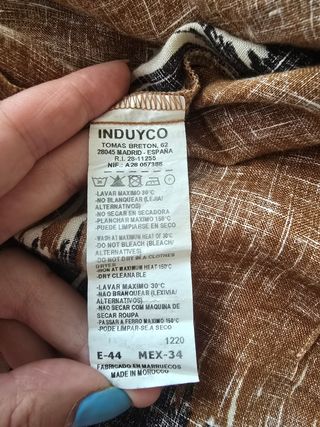 INDUYCO
TOMAS BRETON, 62
28045 MADRID - ESPAÑA
R.I. 28-11255
NIF.: A 28 057388
-LAVAR MAXIMO 30°C
-NO BLANQUEAR (LEJIA/
ALTERNATIVOS)
-NO SECAR EN SECADORA
-PLANCHAR MAXIMO 150°C
-PUEDE LIMPIARSE EN SECO
-WASH AT MAXIMUM HEAT OF 30°C
-DO NOT BLEACH (BLEACH/
ALTERNATIVES)
-DO NOT DRY IN A CLOTHES
DRYER
-IRON AT MAXIMUM HEAT 150°C
-DRY CLEANABLE
-LAVAR MAXIMO 30°C
-NÃO BRANQUEAR (LEXIVIA/
ALTERNATIVOS)
-NÃO SECAR COM MAQUINA DE
SECAR ROUPA
-PASSAR A FERRO MAXIMO 150°C
-PODE LIMPAR-SE A SECO
1220
E-44 MEX-34
FABRICADO EN MARRUECOS
MADE IN MOROCCO